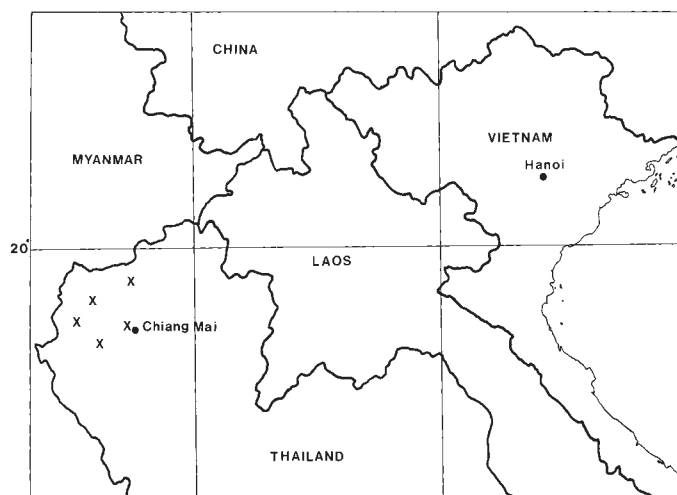 CHINA
VIETNAM
MYANMAR
Hanoi
20°
LAOS
X
X
X
X Chiang Mai
X
THAILAND